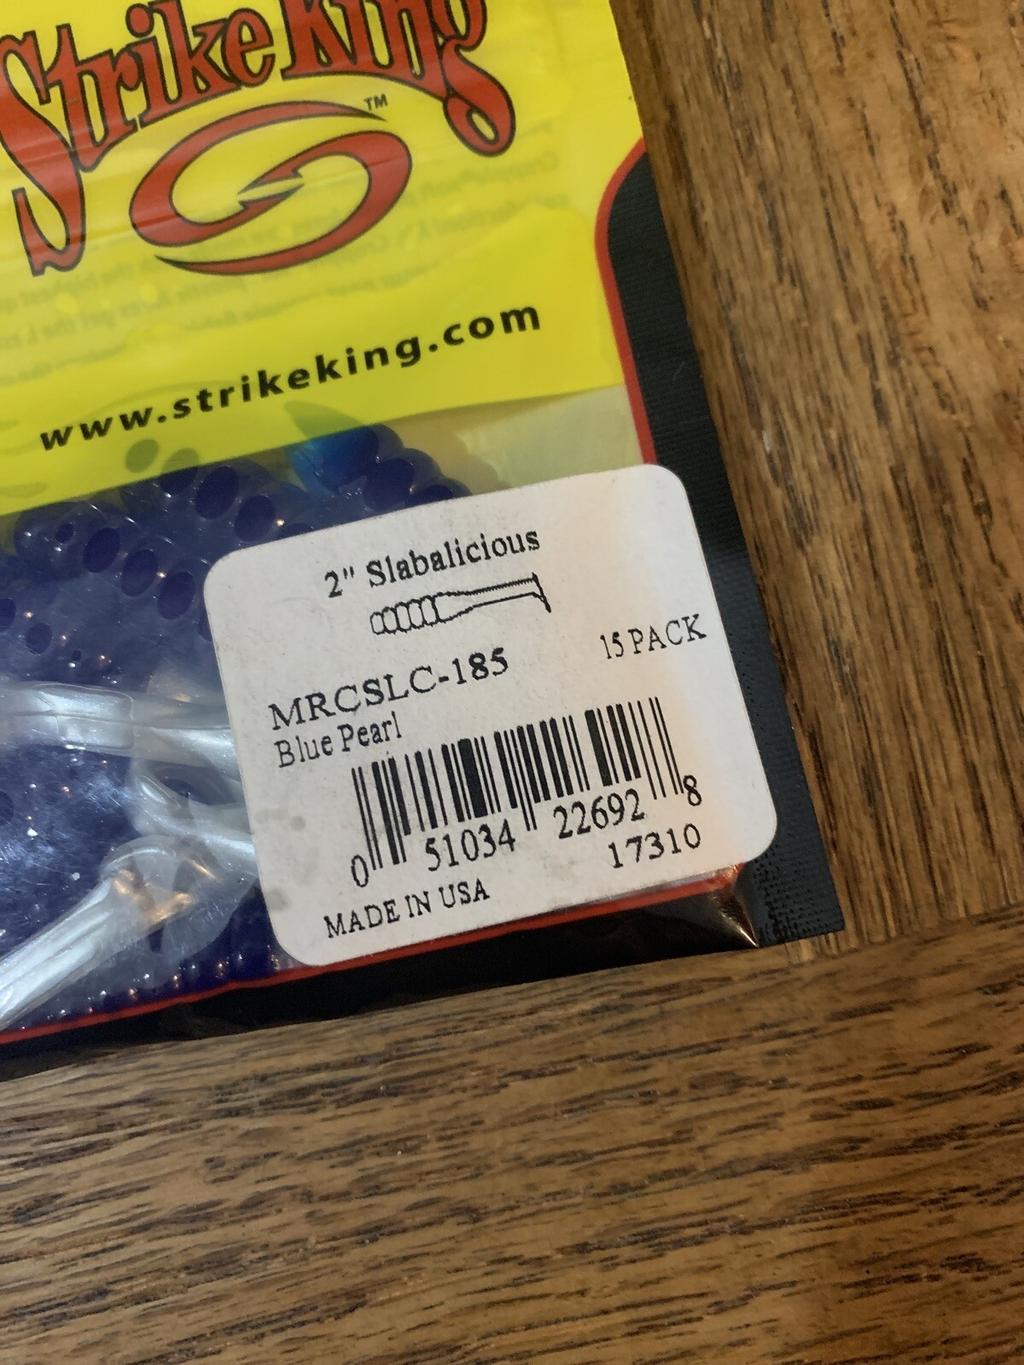 Strike King
™
www.strikeking.com
2" Slabalicious
15 PACK
MRCSLC-185
Blue Pearl
0 51034 22692 8
17310
MADE IN USA